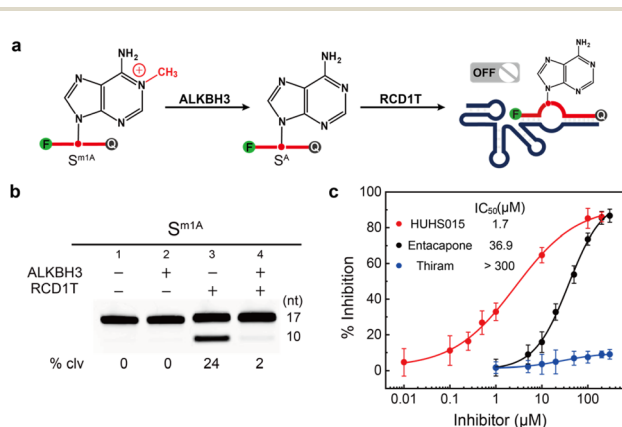 a
NH₂
CH₃
N
N
N
N
F
Q
Sᵐ¹ᴬ
ALKBH3
NH₂
N
N
N
N
F
Q
Sᴬ
RCD1T
OFF
NH₂
N
N
N
N
F
Q
b
Sᵐ¹ᴬ
1 2 3 4
ALKBH3 – + – +
RCD1T – – + + (nt)
17
10
% clv 0 0 24 2
c
% Inhibition
100
80
60
40
20
0
IC₅₀(μM)
HUHS015 1.7
Entacapone 36.9
Thiram > 300
0.01 0.1 1 10 100
Inhibitor (μM)